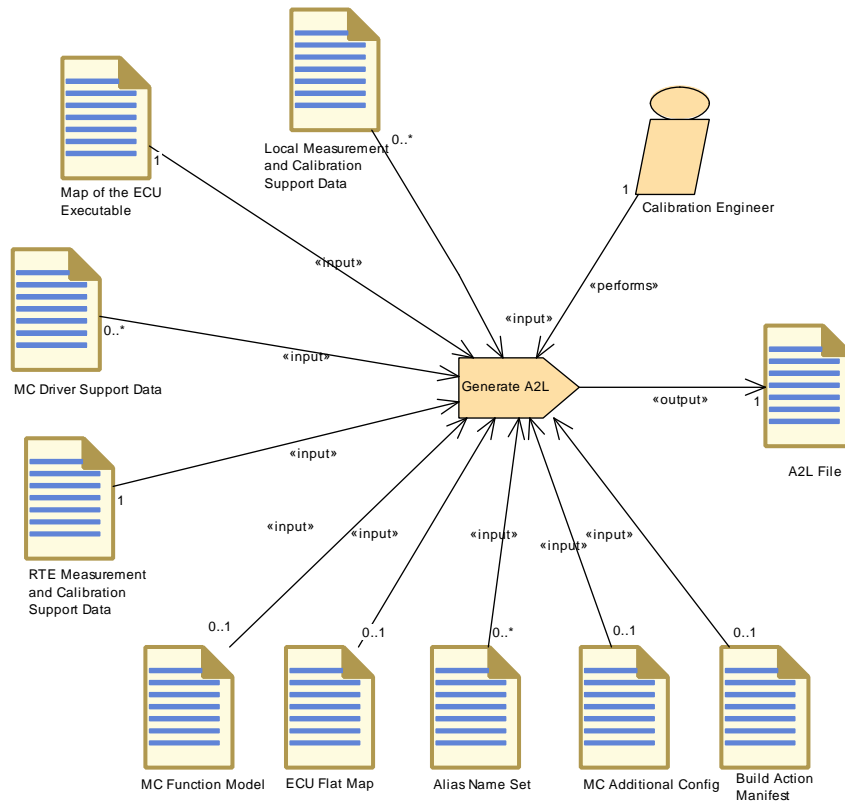 0..*
Local Measurement
and Calibration
Support Data
1
Map of the ECU
Executable
1
Calibration Engineer
«input»
«performs»
0..*
«input»
«input»
MC Driver Support Data
Generate A2L
«output»
1
«input»
A2L File
1
«input»
«input»
«input»
«input»
«input»
RTE Measurement
and Calibration
Support Data
0..1
0..1
0..*
0..1
0..1
MC Function Model
ECU Flat Map
Alias Name Set
MC Additional Config
Build Action
Manifest